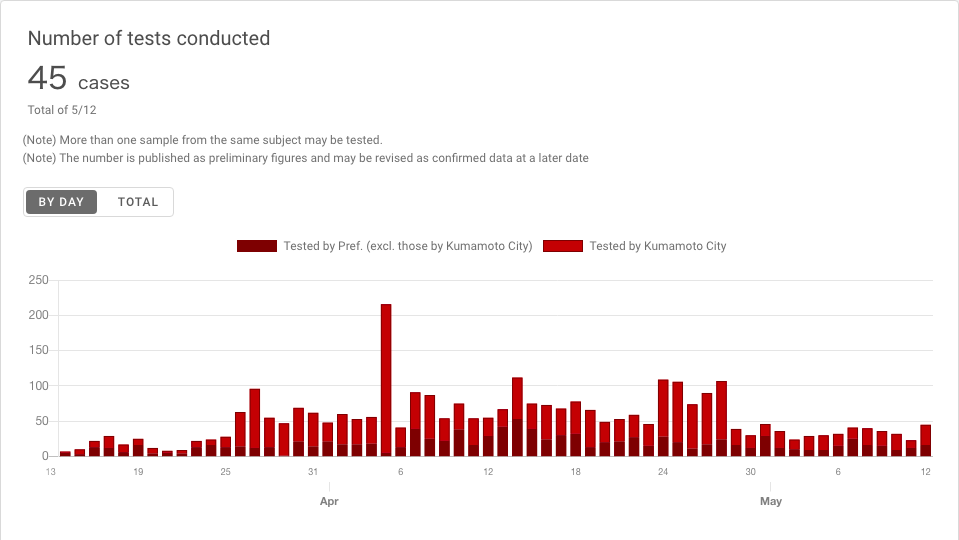 Number of tests conducted
45 cases
Total of 5/12
(Note) More than one sample from the same subject may be tested.
(Note) The number is published as preliminary figures and may be revised as confirmed data at a later date
BY DAY TOTAL
Tested by Pref. (excl. those by Kumamoto City) Tested by Kumamoto City
250
200
150
100
50
0
13 19 25 31 6 12 18 24 30 6 12
Apr May